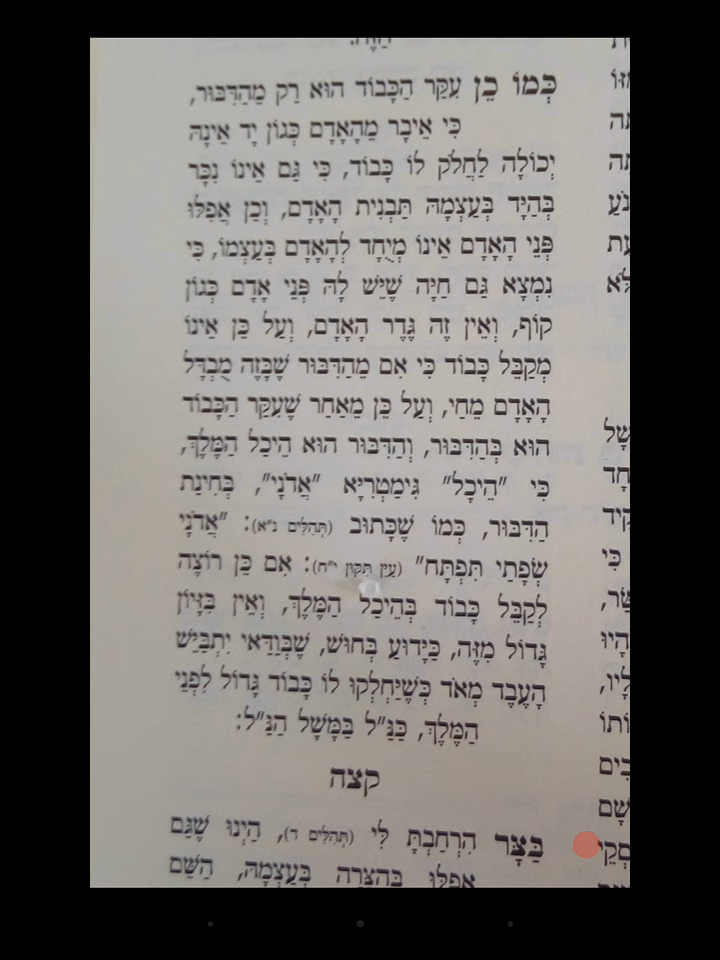 כְּמוֹ כֵן עִקַּר הַכָּבוֹד הוּא רַק מֵהַדִּבּוּר,
כִּי אֵיבָר מֵהָאָדָם כְּגוֹן יָד אֵינָהּ
יְכוֹלָה לַחֲלֹק לוֹ כָּבוֹד, כִּי גַּם אֵינוֹ נִכָּר
בְּהַיָּד בְּעַצְמָהּ תַּבְנִית הָאָדָם, וְכֵן אֲפִלּוּ
פְּנֵי הָאָדָם אֵינוֹ מְיֻחָד לְהָאָדָם בְּעַצְמוֹ, כִּי
נִמְצָא גַּם חַיָּה שֶׁיֵּשׁ לָהּ פְּנֵי אָדָם כְּגוֹן
קוֹף, וְאֵין זֶה גֶּדֶר הָאָדָם, וְעַל כֵּן אֵינוֹ
מְקַבֵּל כָּבוֹד כִּי אִם מֵהַדִּבּוּר שֶׁבָּזֶה מֻבְדָּל
הָאָדָם מֵחַי, וְעַל כֵּן מֵאַחַר שֶׁעִקַּר הַכָּבוֹד
הוּא בְּהַדִּבּוּר, וְהַדִּבּוּר הוּא הֵיכַל הַמֶּלֶךְ,
כִּי "הֵיכָל" גִּימַטְרִיָּא "אֲדֹנָי", בְּחִינַת
הַדִּבּוּר, כְּמוֹ שֶׁכָּתוּב (תְּהִלִּים נ"א): "אֲדֹנָי
שְׂפָתַי תִּפְתָּח" (עַיֵּן תִּקּוּן י"ח): אִם כֵּן רוֹצֶה
לְקַבֵּל כָּבוֹד בְּהֵיכַל הַמֶּלֶךְ, וְאֵין בִּזָּיוֹן
גָּדוֹל מִזֶּה, כַּיָּדוּעַ בְּחוּשׁ, שֶׁבְּוַדַּאי יִתְבַּיֵּשׁ
הָעֶבֶד מְאֹד כְּשֶׁיַּחְלְקוּ לוֹ כָּבוֹד גָּדוֹל לִפְנֵי
הַמֶּלֶךְ, כַּנַּ"ל בַּמָּשָׁל הַנַּ"ל:
קצה
בַּצָּר הִרְחַבְתָּ לִּי (תְּהִלִּים ד), הַיְנוּ שֶׁגַּם
אֲפִלּוּ בְּהַצָּרָה בְּעַצְמָהּ, הַשֵּׁם